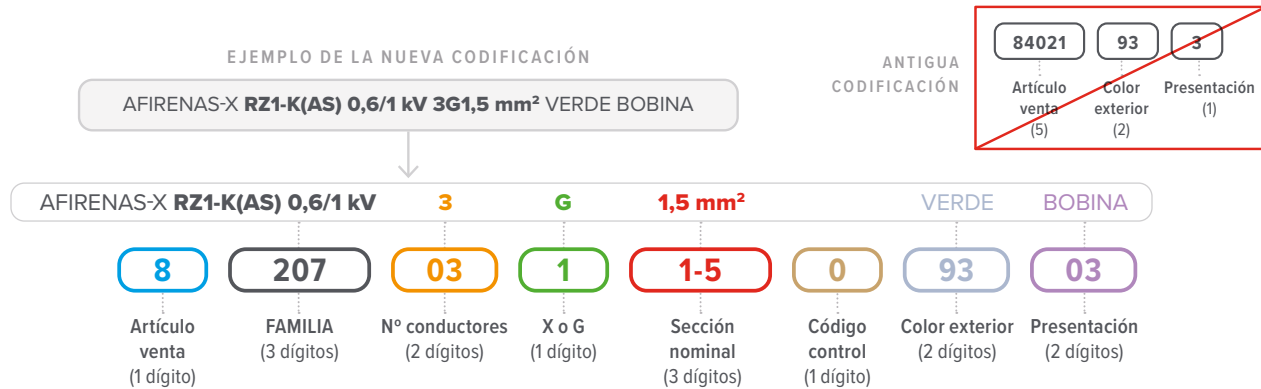 EJEMPLO DE LA NUEVA CODIFICACIÓN
AFIRENAS-X RZ1-K(AS) 0,6/1 kV 3G1,5 mm² VERDE BOBINA
ANTIGUA
CODIFICACIÓN
84021 93 3
Artículo venta (5)
Color exterior (2)
Presentación (1)
AFIRENAS-X RZ1-K(AS) 0,6/1 kV 3 G 1,5 mm² VERDE BOBINA
8 207 03 1 1-5 0 93 03
Artículo venta (1 dígito)
FAMILIA (3 dígitos)
Nº conductores (2 dígitos)
X o G (1 dígito)
Sección nominal (3 dígitos)
Código control (1 dígito)
Color exterior (2 dígitos)
Presentación (2 dígitos)